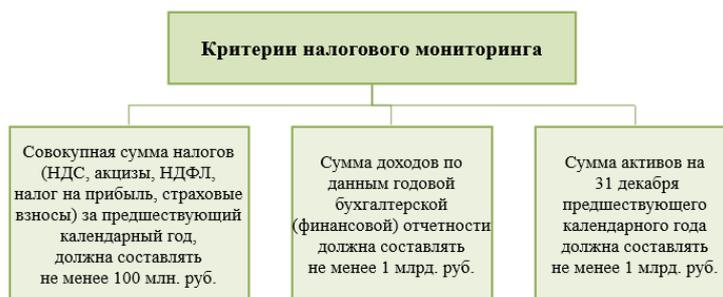 Критерии налогового мониторинга
Совокупная сумма налогов
(НДС, акцизы, НДФЛ,
налог на прибыль, страховые
взносы) за предшествующий
календарный год,
должна составлять
не менее 100 млн. руб.
Сумма доходов по
данным годовой
бухгалтерской
(финансовой) отчетности
должна составлять
не менее 1 млрд. руб.
Сумма активов на
31 декабря
предшествующего
календарного года
должна составлять
не менее 1 млрд. руб.